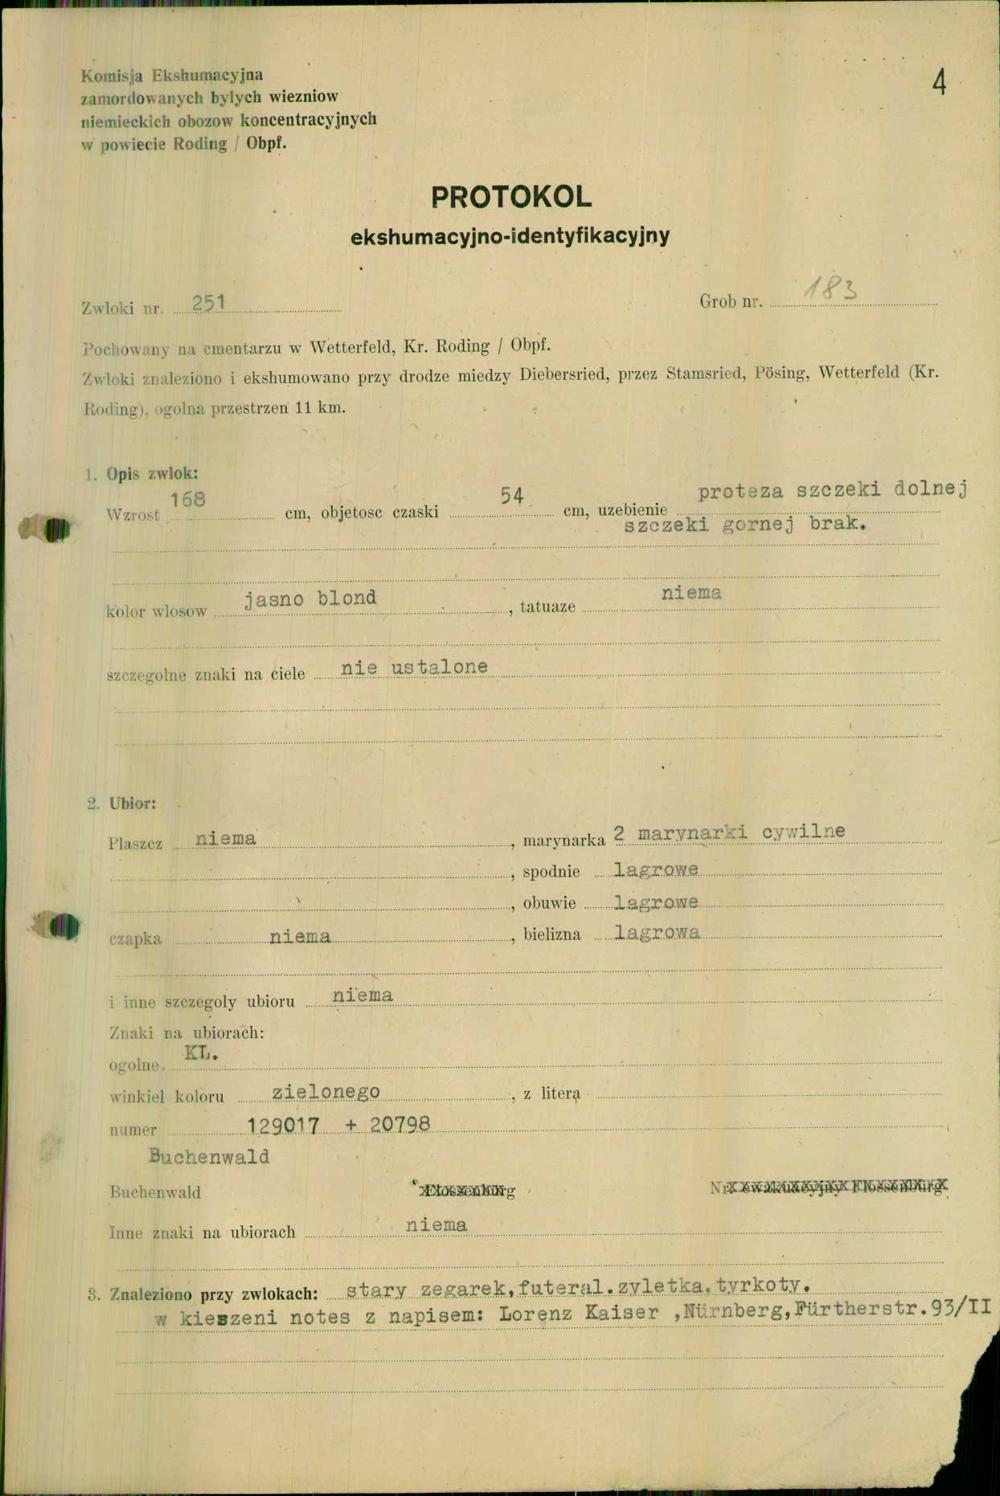 4
Komisja Ekshumacyjna
zamordowanych bylych wiezniow
niemieckich obozow koncentracyjnych
w powiecie Roding / Obpf.
PROTOKOL
ekshumacyjno-identyfikacyjny
Zwloki nr. 251 Grob nr. 183
Pochowany na cmentarzu w Wetterfeld, Kr. Roding / Obpf.
Zwloki znaleziono i ekshumowano przy drodze miedzy Diebersried, przez Stamsried, Pösing, Wetterfeld (Kr.
Roding), ogolna przestrzen 11 km.
1. Opis zwlok:
Wzrost 168 cm, objetosc czaski 54 cm, uzebienie proteza szczeki dolnej
szczeki gornej brak.
kolor wlosow jasno blond, tatuaze niema
szczegolne znaki na ciele nie ustalone
2. Ubior:
Plaszcz niema, marynarka 2 marynarki cywilne
, spodnie lagrowe
, obuwie lagrowe
czapka niema, bielizna lagrowa
i inne szczegoly ubioru niema
Znaki na ubiorach:
ogolne. KL.
winkiel koloru zielonego, z litera
numer 129017 + 20798
Buchenwald
Buchenwald Flossenbürg Nr. ewakuacyjny Flossenbürg
Inne znaki na ubiorach niema
3. Znaleziono przy zwlokach: stary zegarek,futeral.zyletka.tyrkoty.
w kieszeni notes z napisem: Lorenz Kaiser ,Nürnberg,Fürtherstr.93/II